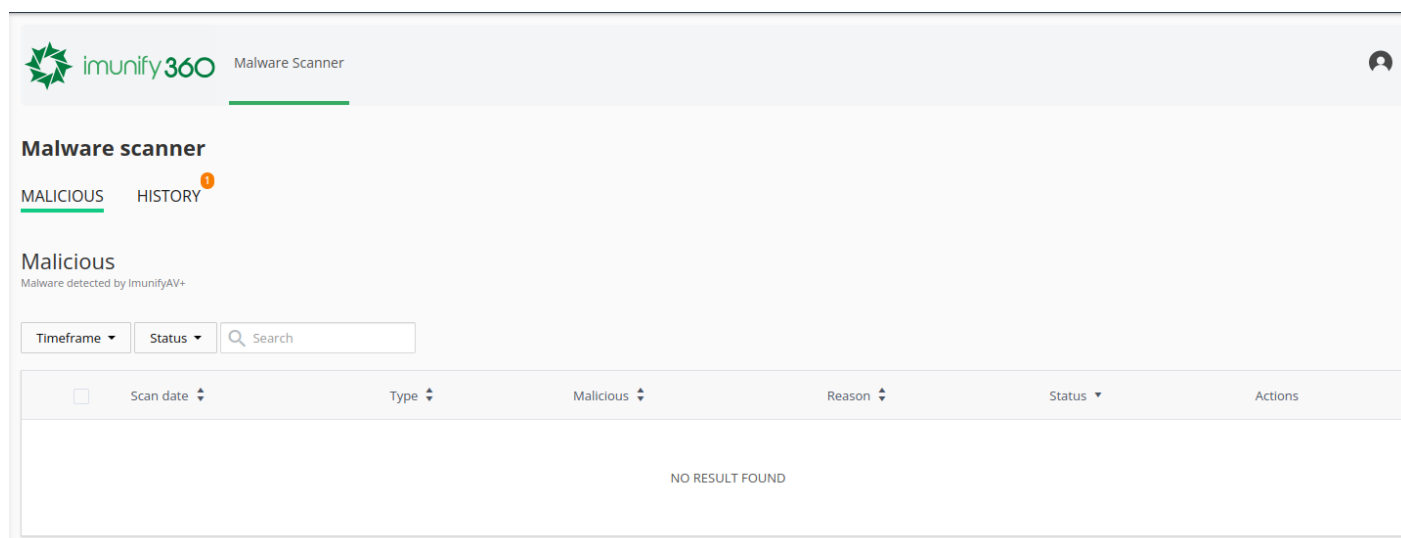 imunify360 Malware Scanner
Malware scanner
MALICIOUS HISTORY 1
Malicious
Malware detected by ImunifyAV+
Timeframe Status Search
Scan date Type Malicious Reason Status Actions
NO RESULT FOUND